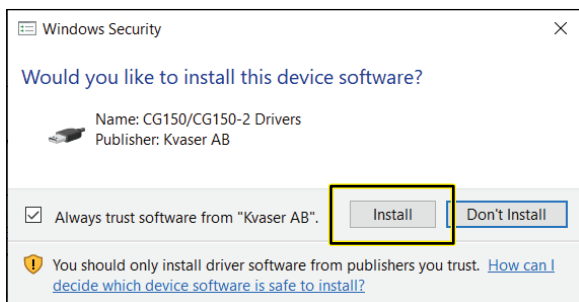 Windows Security
Would you like to install this device software?
Name: CG150/CG150-2 Drivers
Publisher: Kvaser AB
Always trust software from "Kvaser AB".
Install
Don't Install
You should only install driver software from publishers you trust. How can I
decide which device software is safe to install?